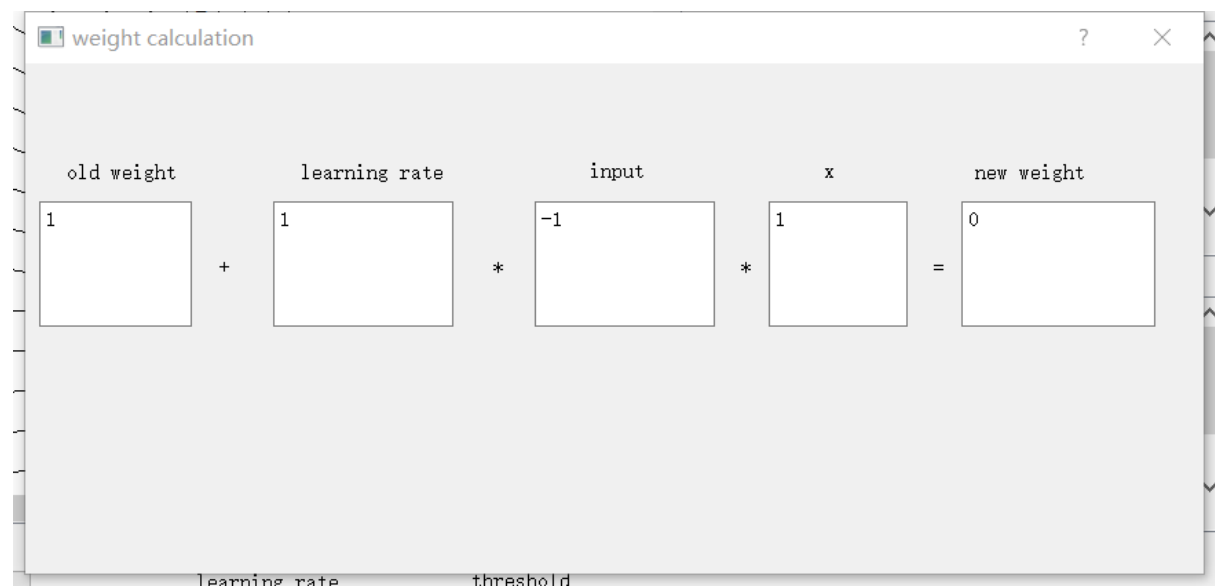 weight calculation
?
old weight learning rate input x new weight
1 1 -1 1 0
+ * * =
learning rate threshold